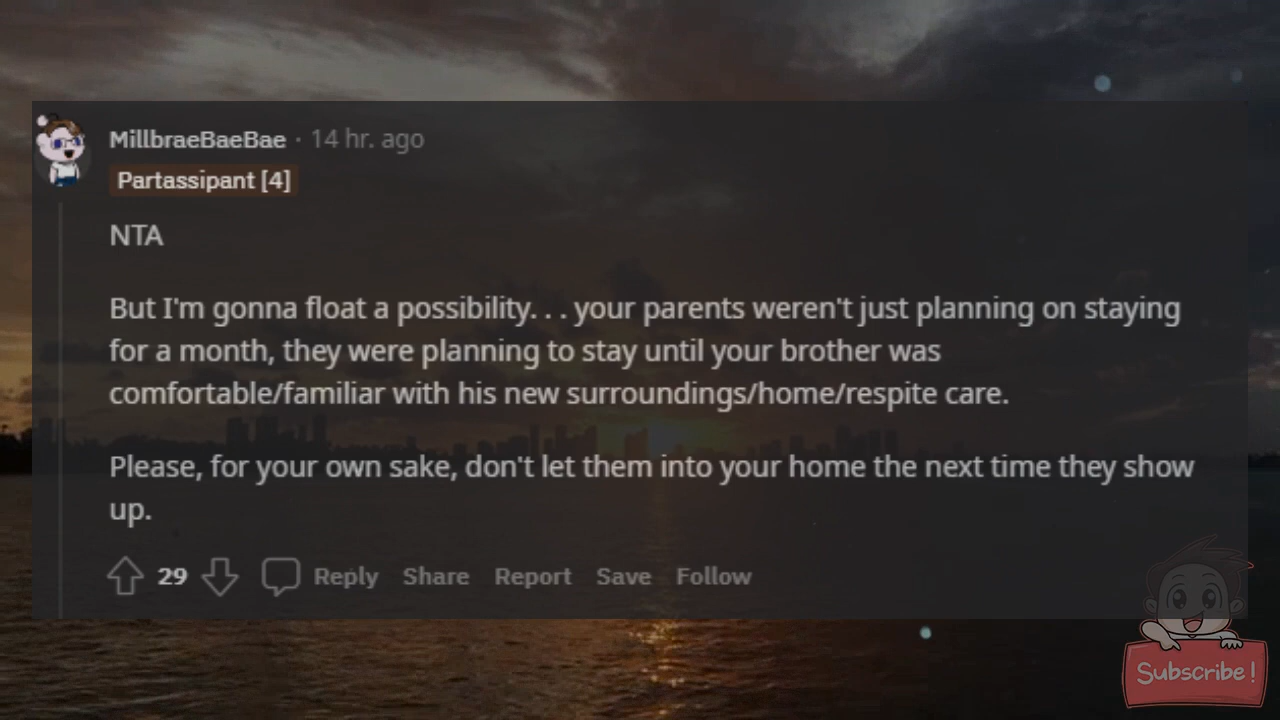 MillbraeBaeBae · 14 hr. ago
Partassipant [4]
NTA
But I'm gonna float a possibility. . . your parents weren't just planning on staying
for a month, they were planning to stay until your brother was
comfortable/familiar with his new surroundings/home/respite care.
Please, for your own sake, don't let them into your home the next time they show
up.
29 Reply Share Report Save Follow
Subscribe!